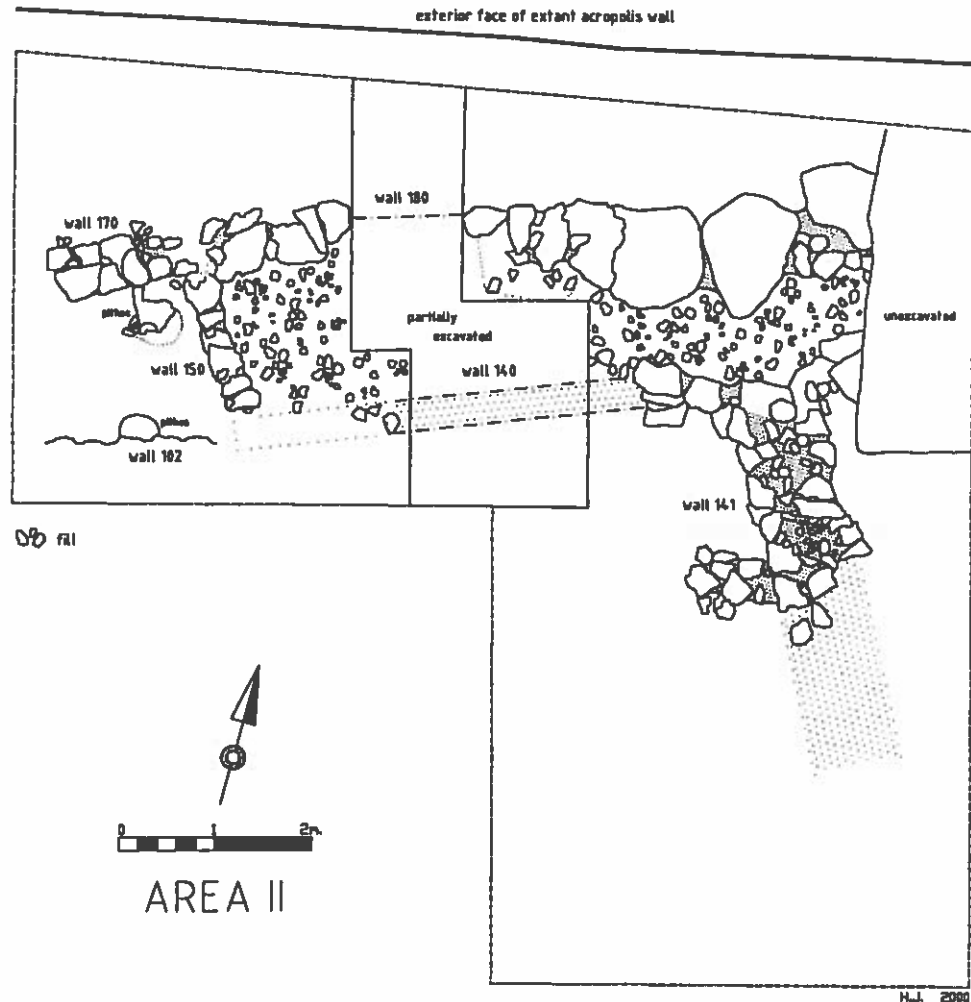 exterior face of extant acropolis wall
wall 180
wall 170
pithos
partially
excavated
unexcavated
wall 150
wall 140
pithos
wall 102
wall 141
fill
0 1 2m.
AREA II
H.J. 2000